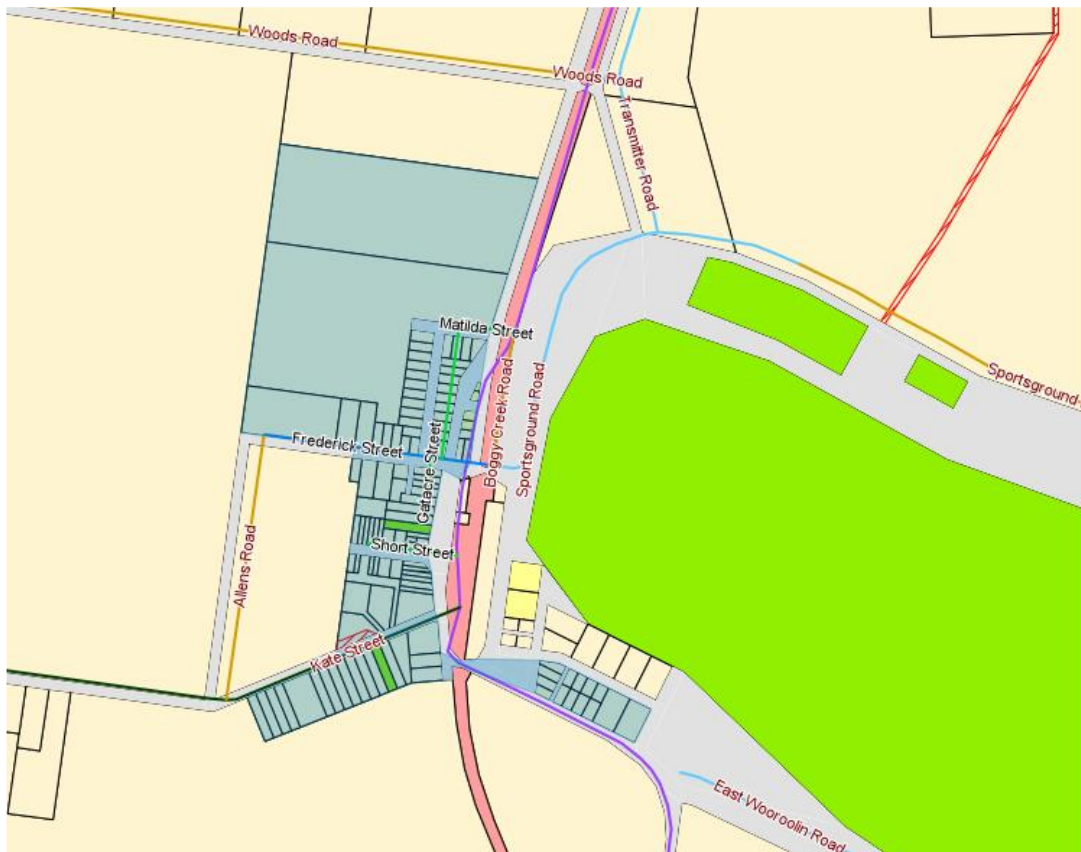 Woods Road
Woods Road
Transmitter Road
Matilda Street
Boggy Creek Road
Sportsground Road
Sportsground
Frederick Street
Gatacre Street
Allens Road
Short Street
Kate Street
East Wooroolin Road